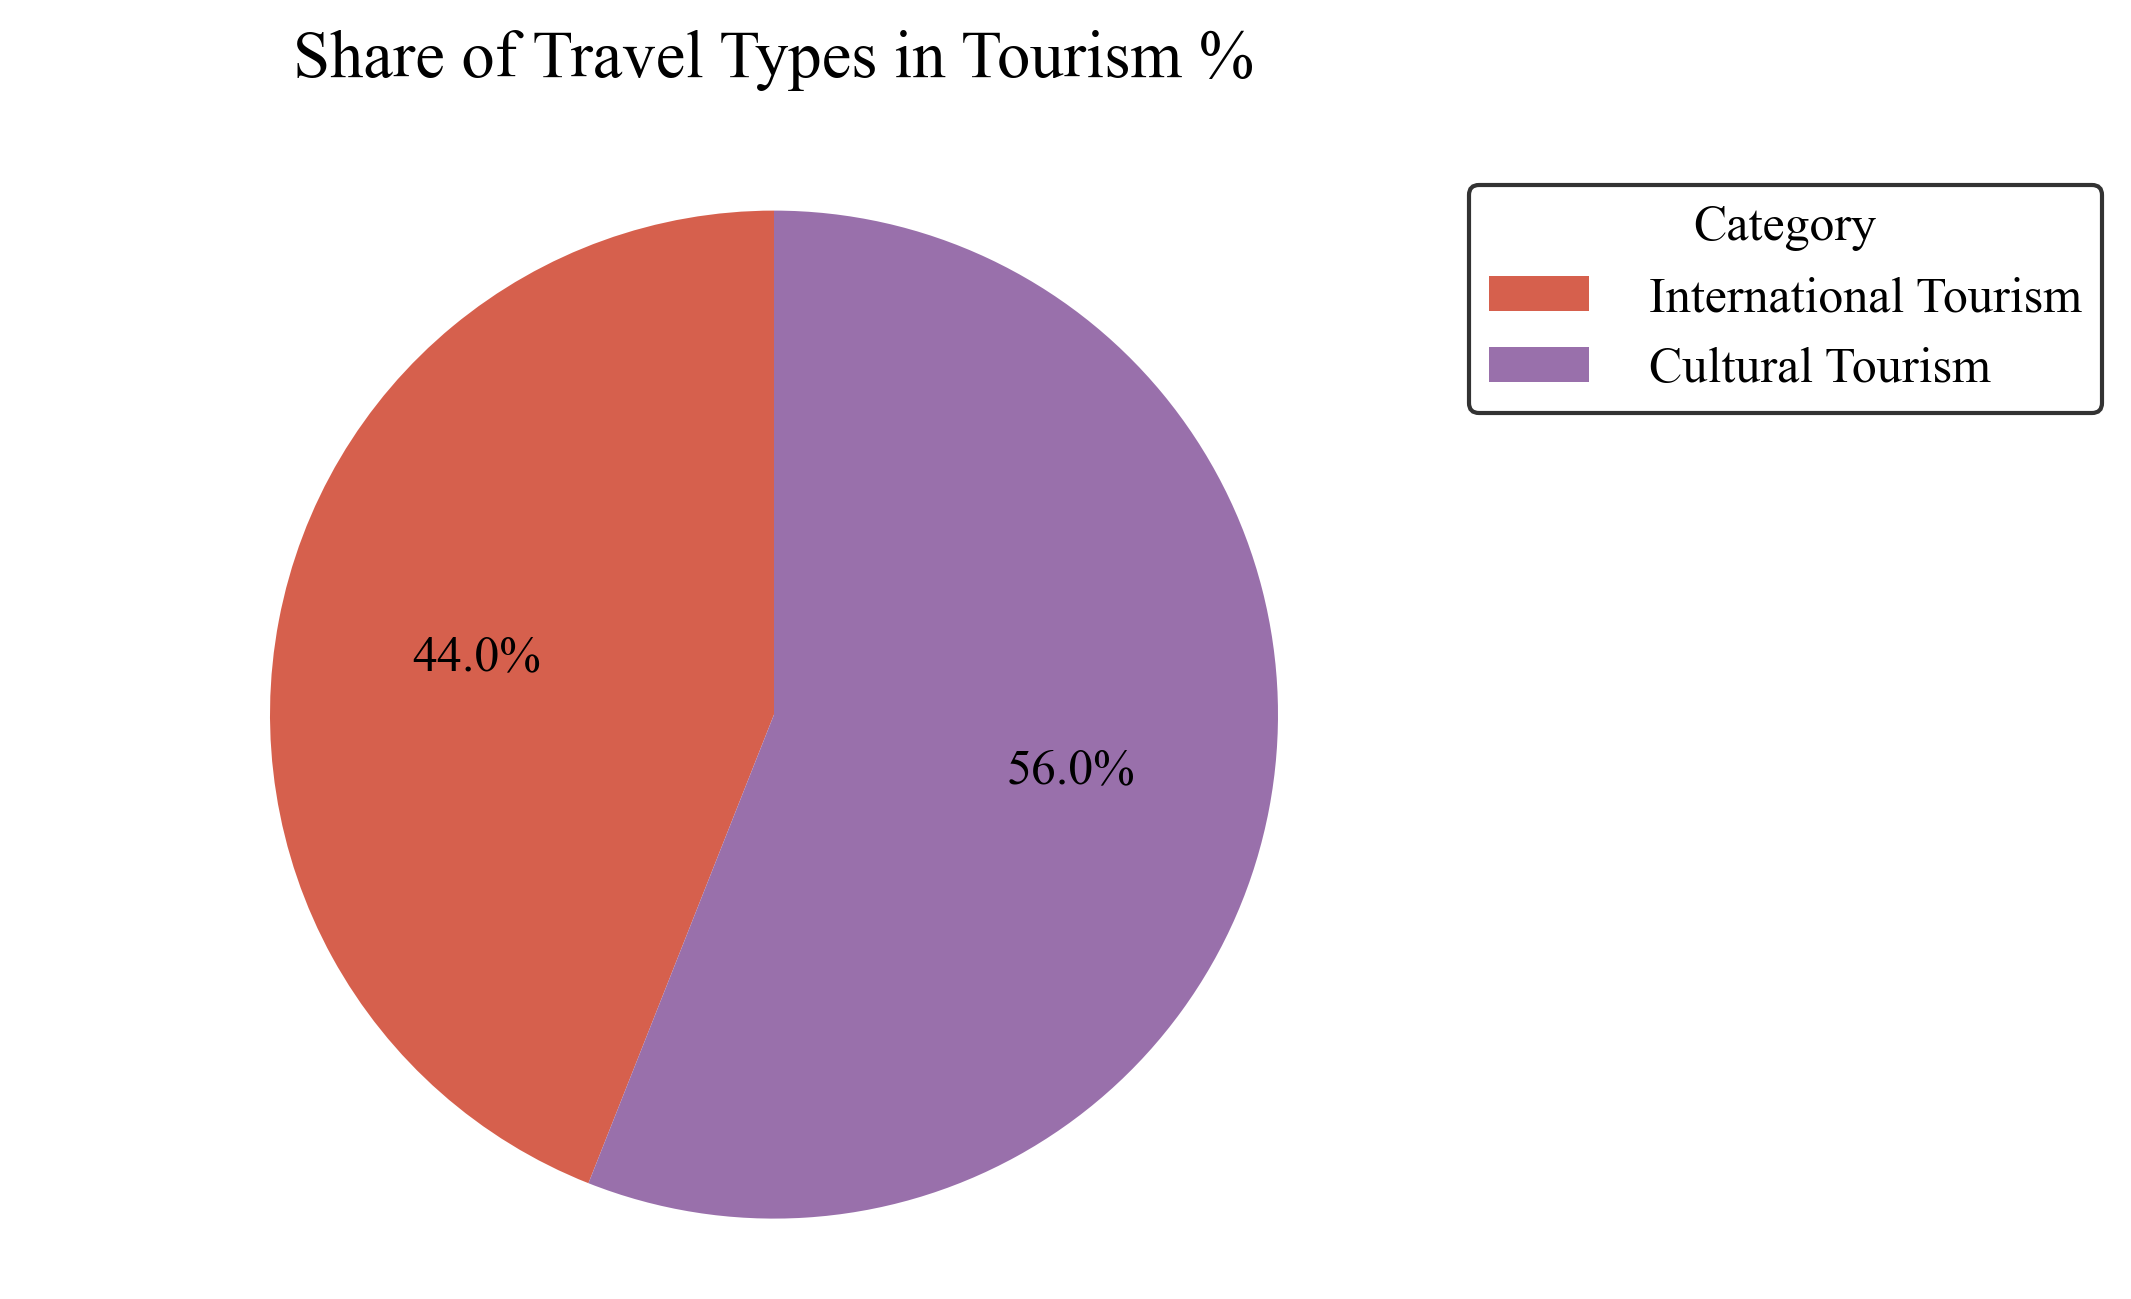 Share of Travel Types in Tourism %
Category
International Tourism
Cultural Tourism
44.0%
56.0%